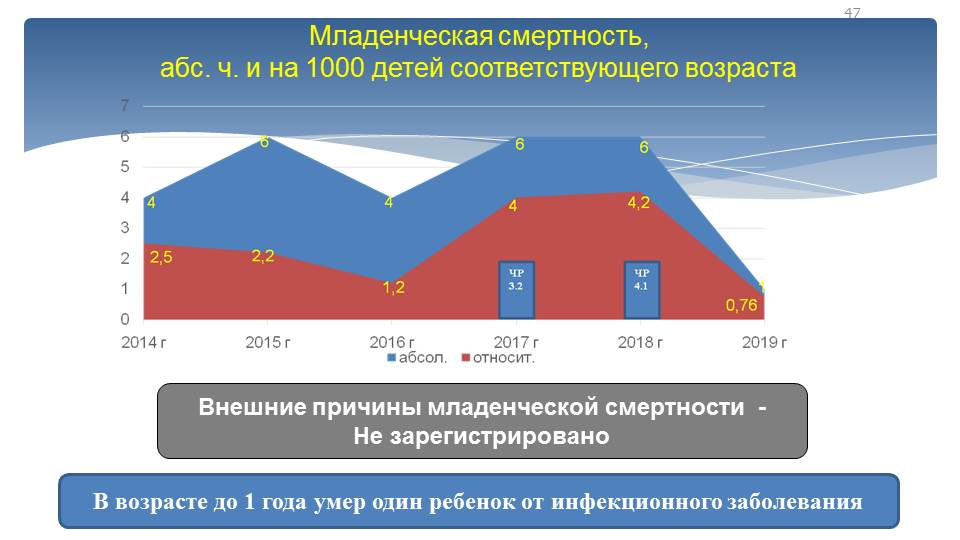 47
Младенческая смертность,
абс. ч. и на 1000 детей соответствующего возраста
7
6
5
4
3
2
1
0
4
6
4
6
6
1
2,5
2,2
1,2
4
4,2
0,76
ЧР
3.2
ЧР
4.1
2014 г 2015 г 2016 г 2017 г 2018 г 2019 г
абсол. относит.
Внешние причины младенческой смертности -
Не зарегистрировано
В возрасте до 1 года умер один ребенок от инфекционного заболевания